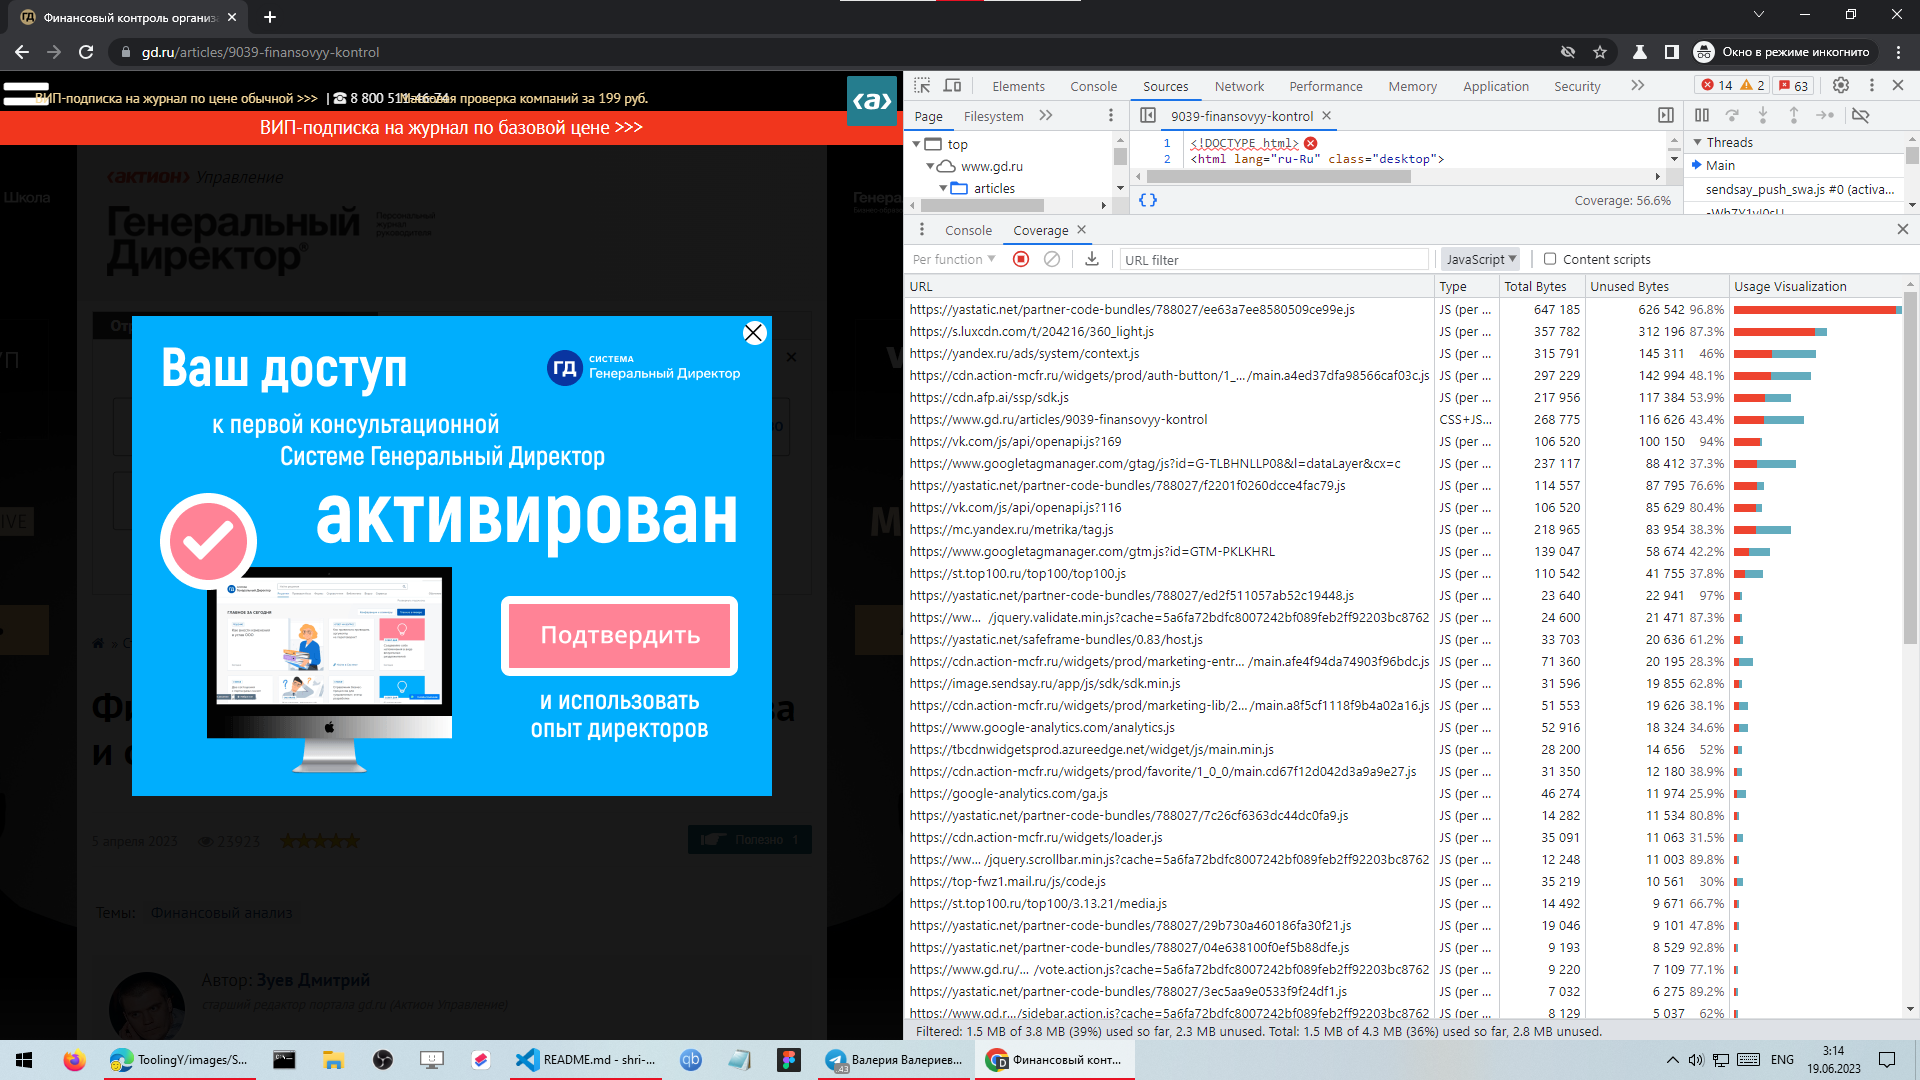 Финансовый контроль организа
gd.ru/articles/9039-finansovyy-kontrol
Окно в режиме инкогнито
ВИП-подписка на журнал по цене обычной >>> | ☎ 8 800 511-46-74
Массовая проверка компаний за 199 руб.
‹a›
ВИП-подписка на журнал по базовой цене >>>
‹актион› Управление
Школа
Генеральный
Директор®
Персональный
журнал
руководителя
Ваш доступ
ГД
СИСТЕМА
Генеральный Директор
к первой консультационной
Системе Генеральный Директор
активирован
Подтвердить
и использовать
опыт директоров
5 апреля 2023
23923
Полезно 1
Темы: Финансовый анализ
Автор: Зуев Дмитрий
старший редактор портала gd.ru (Актион Управление)
Elements Console Sources Network Performance Memory Application Security
14 2 63
Page Filesystem
9039-finansovyy-kontrol
top
www.gd.ru
articles
1 <!DOCTYPE html>
2 <html lang="ru-Ru" class="desktop">
{} Coverage: 56.6%
Threads
Main
sendsay_push_swa.js #0 (activa...
Console Coverage
Per function URL filter JavaScript Content scripts
URL Type Total Bytes Unused Bytes Usage Visualization
https://yastatic.net/partner-code-bundles/788027/ee63a7ee8580509ce99e.js JS (per ... 647 185 626 542 96.8%
https://s.luxcdn.com/t/204216/360_light.js JS (per ... 357 782 312 196 87.3%
https://yandex.ru/ads/system/context.js JS (per ... 315 791 145 311 46%
https://cdn.action-mcfr.ru/widgets/prod/auth-button/1_.../main.a4ed37dfa98566caf03c.js JS (per ... 297 229 142 994 48.1%
https://cdn.afp.ai/ssp/sdk.js JS (per ... 217 956 117 384 53.9%
https://www.gd.ru/articles/9039-finansovyy-kontrol CSS+JS... 268 775 116 626 43.4%
https://vk.com/js/api/openapi.js?169 JS (per ... 106 520 100 150 94%
https://www.googletagmanager.com/gtag/js?id=G-TLBHNLLP08&l=dataLayer&cx=c JS (per ... 237 117 88 412 37.3%
https://yastatic.net/partner-code-bundles/788027/f2201f0260dcce4fac79.js JS (per ... 114 557 87 795 76.6%
https://vk.com/js/api/openapi.js?116 JS (per ... 106 520 85 629 80.4%
https://mc.yandex.ru/metrika/tag.js JS (per ... 218 965 83 954 38.3%
https://www.googletagmanager.com/gtm.js?id=GTM-PKLKHRL JS (per ... 139 047 58 674 42.2%
https://st.top100.ru/top100/top100.js JS (per ... 110 542 41 755 37.8%
https://yastatic.net/partner-code-bundles/788027/ed2f511057ab52c19448.js JS (per ... 23 640 22 941 97%
https://ww... /jquery.validate.min.js?cache=5a6fa72bdfc8007242bf089feb2ff92203bc8762 JS (per ... 24 600 21 471 87.3%
https://yastatic.net/safeframe-bundles/0.83/host.js JS (per ... 33 703 20 636 61.2%
https://cdn.action-mcfr.ru/widgets/prod/marketing-entr... /main.afe4f94da74903f96bdc.js JS (per ... 71 360 20 195 28.3%
https://image.sendsay.ru/app/js/sdk/sdk.min.js JS (per ... 31 596 19 855 62.8%
https://cdn.action-mcfr.ru/widgets/prod/marketing-lib/2... /main.a8f5cf1118f9b4a02a16.js JS (per ... 51 553 19 626 38.1%
https://www.google-analytics.com/analytics.js JS (per ... 52 916 18 324 34.6%
https://tbcdnwidgetsprod.azureedge.net/widget/js/main.min.js JS (per ... 28 200 14 656 52%
https://cdn.action-mcfr.ru/widgets/prod/favorite/1_0_0/main.cd67f12d042d3a9a9e27.js JS (per ... 31 350 12 180 38.9%
https://google-analytics.com/ga.js JS (per ... 46 274 11 974 25.9%
https://yastatic.net/partner-code-bundles/788027/7c26cf6363dc44dc0fa9.js JS (per ... 14 282 11 534 80.8%
https://cdn.action-mcfr.ru/widgets/loader.js JS (per ... 35 091 11 063 31.5%
https://ww... /jquery.scrollbar.min.js?cache=5a6fa72bdfc8007242bf089feb2ff92203bc8762 JS (per ... 12 248 11 003 89.8%
https://top-fwz1.mail.ru/js/code.js JS (per ... 35 219 10 561 30%
https://st.top100.ru/top100/3.13.21/media.js JS (per ... 14 492 9 671 66.7%
https://yastatic.net/partner-code-bundles/788027/29b730a460186fa30f21.js JS (per ... 19 046 9 101 47.8%
https://yastatic.net/partner-code-bundles/788027/04e638100f0ef5b88dfe.js JS (per ... 9 193 8 529 92.8%
https://www.gd.ru/... /vote.action.js?cache=5a6fa72bdfc8007242bf089feb2ff92203bc8762 JS (per ... 9 220 7 109 77.1%
https://yastatic.net/partner-code-bundles/788027/3ec5aa9e0533f9f24df1.js JS (per ... 7 032 6 275 89.2%
https://www.gd.r.../sidebar.action.js?cache=5a6fa72bdfc8007242bf089feb2ff92203bc8762 JS (per ... 8 129 5 037 62%
Filtered: 1.5 MB of 3.8 MB (39%) used so far, 2.3 MB unused. Total: 1.5 MB of 4.3 MB (36%) used so far, 2.8 MB unused.
ToolingY/images/S...
README.md - shri-...
Валерия Валериев...
43
Финансовый конт...
ENG
3:14
19.06.2023